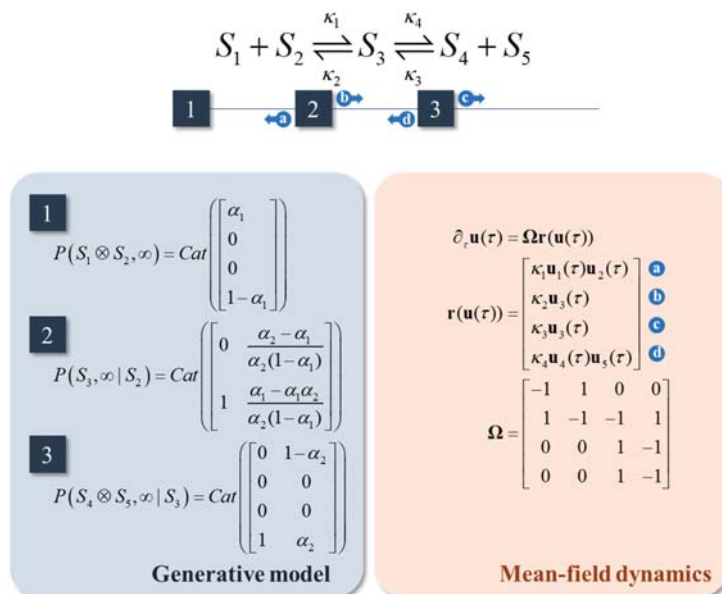 κ₁ κ₄
S₁ + S₂ ⇌ S₃ ⇌ S₄ + S₅
κ₂ κ₃
1 a 2 b d 3 c
1
P(S₁ ⊗ S₂, ∞) = Cat([α₁; 0; 0; 1 − α₁])
2
P(S₃, ∞ | S₂) = Cat([0 (α₂ − α₁)/(α₂(1 − α₁)); 1 (α₁ − α₁α₂)/(α₂(1 − α₁))])
3
P(S₄ ⊗ S₅, ∞ | S₃) = Cat([0 1 − α₂; 0 0; 0 0; 1 α₂])
Generative model
∂_τ u(τ) = Ωr(u(τ))
r(u(τ)) =
κ₁u₁(τ)u₂(τ) a
κ₂u₃(τ) b
κ₃u₃(τ) c
κ₄u₄(τ)u₅(τ) d
Ω =
−1 1 0 0
1 −1 −1 1
0 0 1 −1
0 0 1 −1
Mean-field dynamics